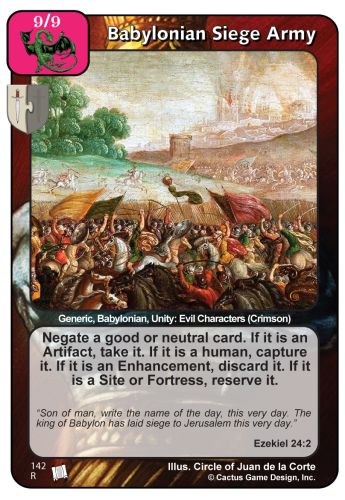 9/9
Babylonian Siege Army
Generic, Babylonian, Unity: Evil Characters (Crimson)
Negate a good or neutral card. If it is an
Artifact, take it. If it is a human, capture
it. If it is an Enhancement, discard it. If it
is a Site or Fortress, reserve it.
“Son of man, write the name of the day, this very day. The
king of Babylon has laid siege to Jerusalem this very day.”
Ezekiel 24:2
142
R
Illus. Circle of Juan de la Corte
© Cactus Game Design, Inc.